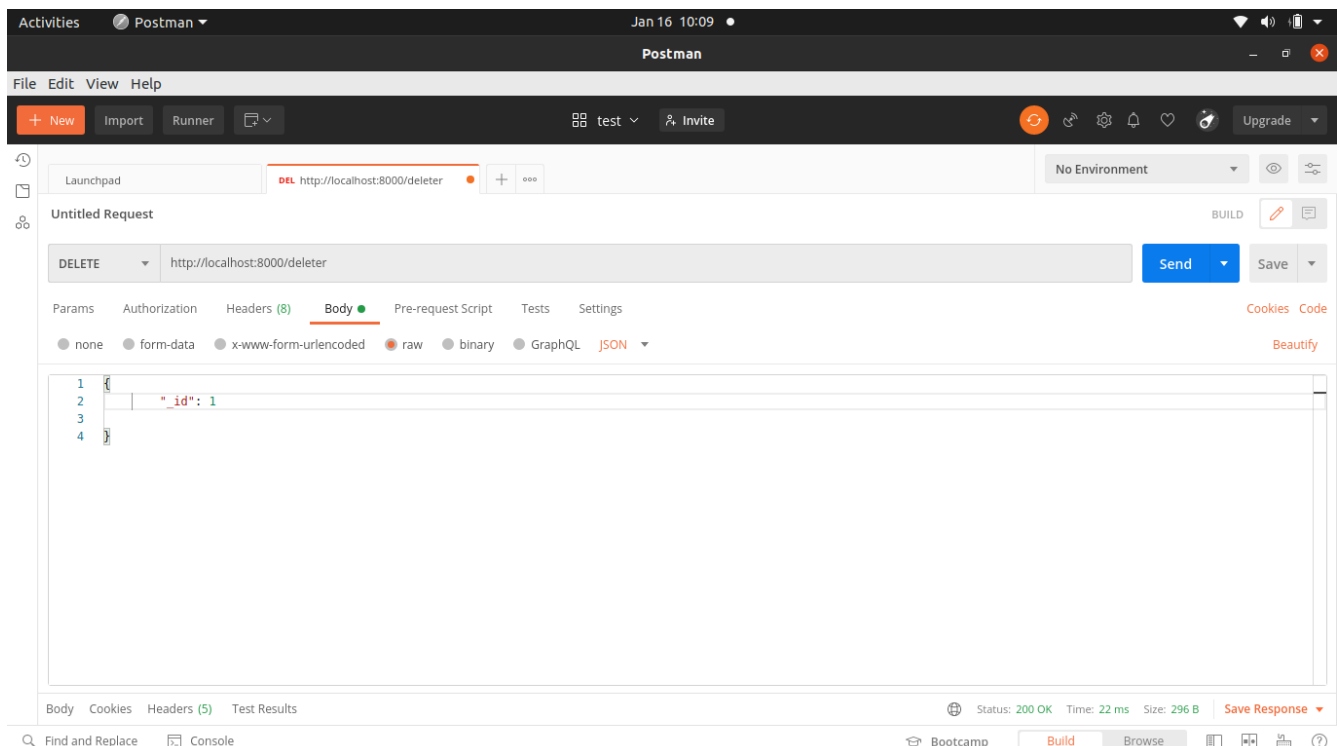 Activities Postman Jan 16 10:09
Postman
File Edit View Help
+ New Import Runner test Invite Upgrade
Launchpad DEL http://localhost:8000/deleter + ooo No Environment
Untitled Request BUILD
DELETE http://localhost:8000/deleter Send Save
Params Authorization Headers (8) Body Pre-request Script Tests Settings Cookies Code
none form-data x-www-form-urlencoded raw binary GraphQL JSON Beautify
1 {
2 "_id": 1
3
4 }
Body Cookies Headers (5) Test Results Status: 200 OK Time: 22 ms Size: 296 B Save Response
Find and Replace Console Bootcamp Build Browse